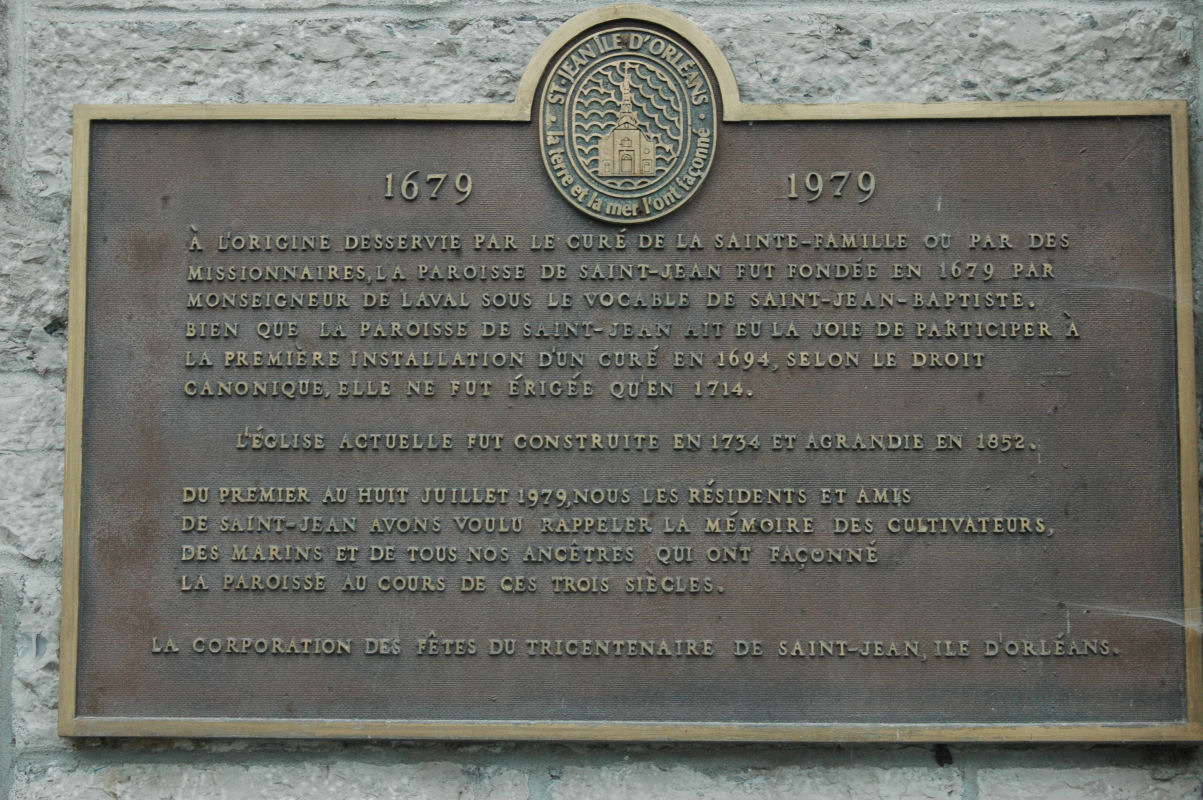 ST-JEAN ÎLE D'ORLÉANS
la terre et la mer l'ont façonné
1679 1979
À L'ORIGINE DESSERVIE PAR LE CURÉ DE LA SAINTE-FAMILLE OU PAR DES
MISSIONNAIRES, LA PAROISSE DE SAINT-JEAN FUT FONDÉE EN 1679 PAR
MONSEIGNEUR DE LAVAL SOUS LE VOCABLE DE SAINT-JEAN-BAPTISTE.
BIEN QUE LA PAROISSE DE SAINT-JEAN AIT EU LA JOIE DE PARTICIPER À
LA PREMIÈRE INSTALLATION D'UN CURÉ EN 1694, SELON LE DROIT
CANONIQUE, ELLE NE FUT ÉRIGÉE QU'EN 1714.
L'ÉGLISE ACTUELLE FUT CONSTRUITE EN 1734 ET AGRANDIE EN 1852.
DU PREMIER AU HUIT JUILLET 1979, NOUS LES RÉSIDENTS ET AMIS
DE SAINT-JEAN AVONS VOULU RAPPELER LA MÉMOIRE DES CULTIVATEURS,
DES MARINS ET DE TOUS NOS ANCÊTRES QUI ONT FAÇONNÉ
LA PAROISSE AU COURS DE CES TROIS SIÈCLES.
LA CORPORATION DES FÊTES DU TRICENTENAIRE DE SAINT-JEAN, ILE D'ORLÉANS.